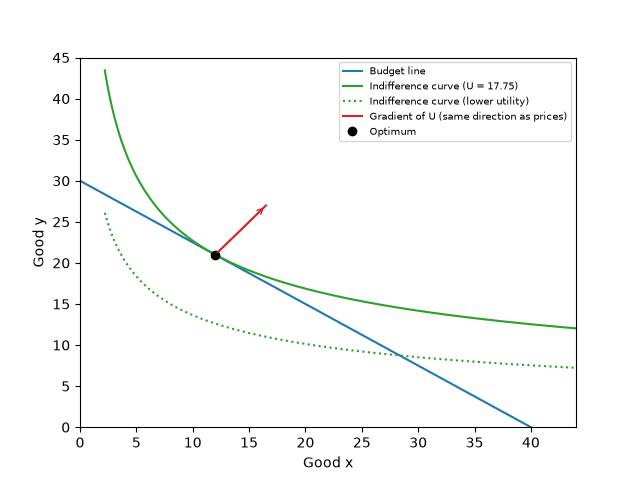 45
40
35
30
25
20
15
10
5
0
Good y
0 5 10 15 20 25 30 35 40
Good x
Budget line
Indifference curve (U = 17.75)
Indifference curve (lower utility)
Gradient of U (same direction as prices)
Optimum